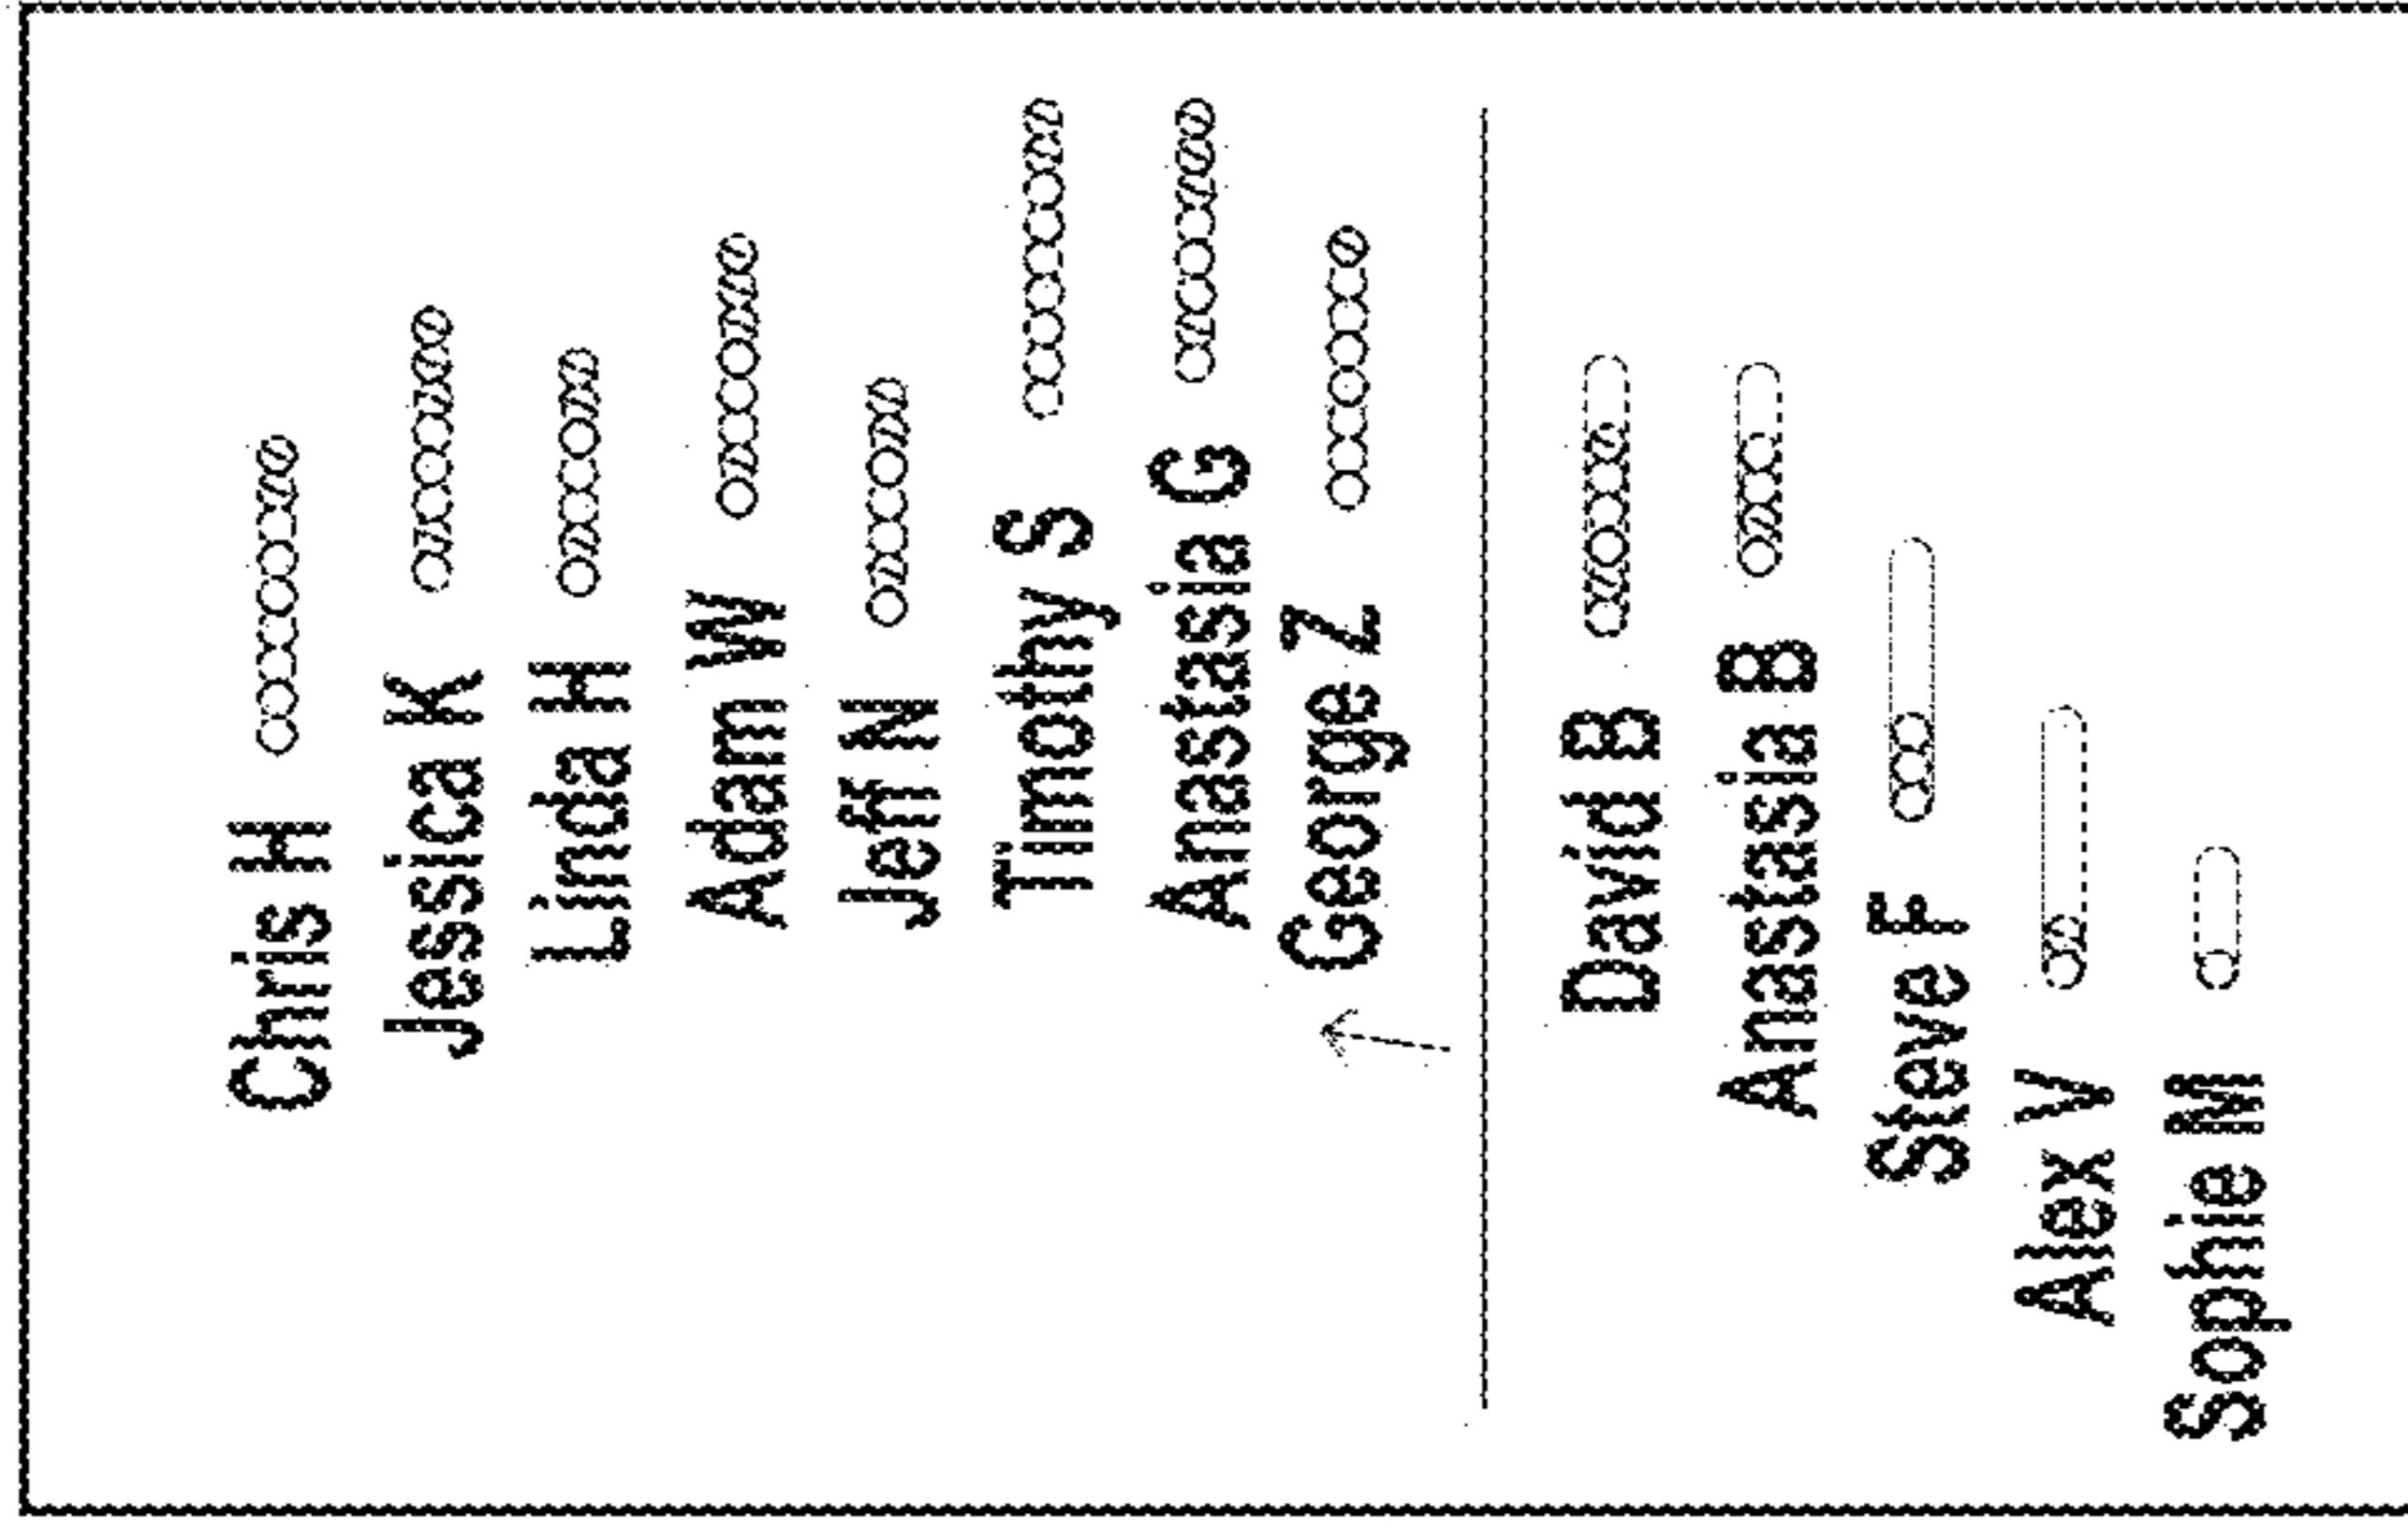 Chris H
Jessica K
Linda H
Adam W
Jeff N
Timothy S
Anastasia G
George Z
David B
Anastasia B
Steve F
Alex V
Sophie M